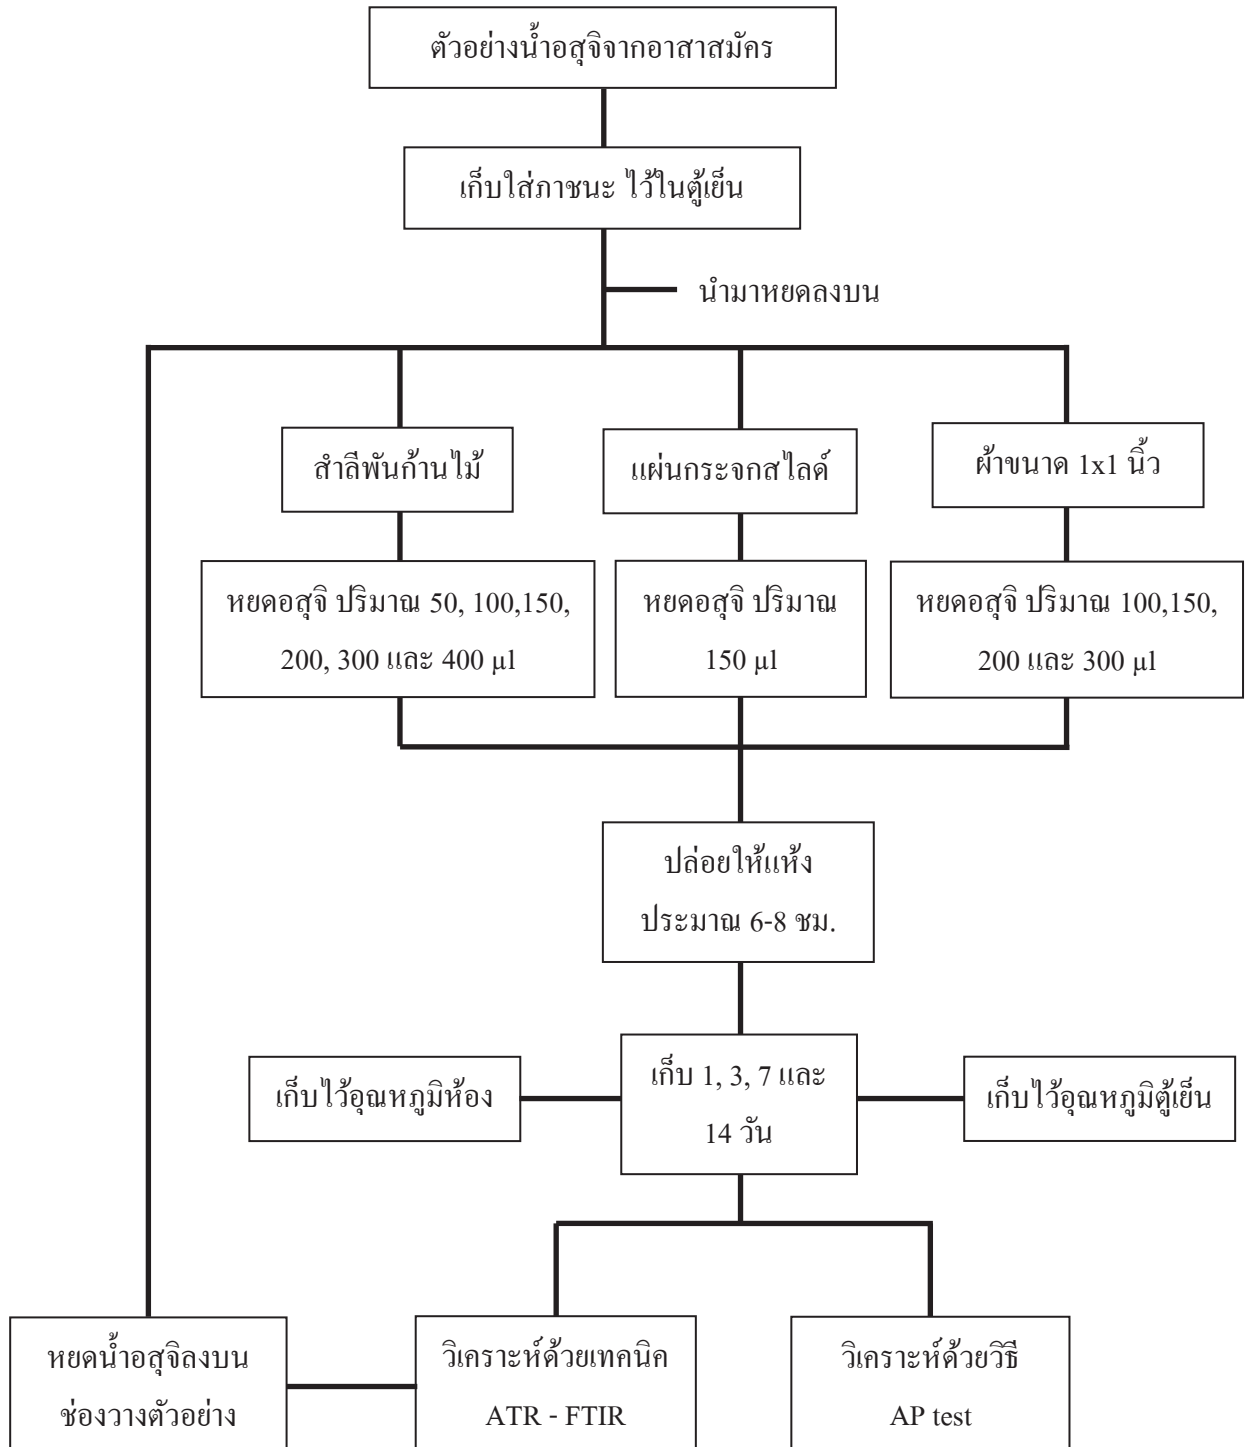 ตัวอย่างน้ำอสุจิจากอาสาสมัคร
เก็บใส่ภาชนะ ไว้ในตู้เย็น
นำมาหยดลงบน
สำลีพันก้านไม้
แผ่นกระจกสไลด์
ผ้าขนาด 1x1 นิ้ว
หยดอสุจิ ปริมาณ 50, 100,150,
200, 300 และ 400 µl
หยดอสุจิ ปริมาณ
150 µl
หยดอสุจิ ปริมาณ 100,150,
200 และ 300 µl
ปล่อยให้แห้ง
ประมาณ 6-8 ชม.
เก็บไว้อุณหภูมิห้อง
เก็บ 1, 3, 7 และ
14 วัน
เก็บไว้อุณหภูมิตู้เย็น
หยดน้ำอสุจิลงบน
ช่องวางตัวอย่าง
วิเคราะห์ด้วยเทคนิค
ATR - FTIR
วิเคราะห์ด้วยวิธี
AP test